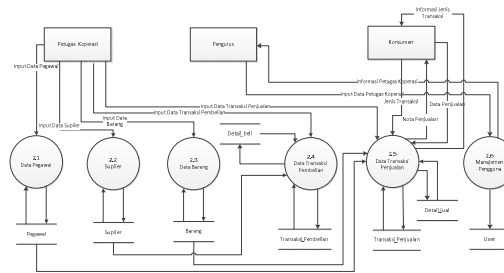 Informasi Jenis
Transaksi
Petugas Koperasi
Pengurus
Konsumen
Input Data Pegawai
Informasi Petugas Koperasi
Input Data Petugas Koperasi
Jenis Transaksi
Data Penjualan
Input Data Transaksi Penjualan
Input Data Transaksi Pembelian
Input Data
Barang
Nota Penjualan
Input Data Suplier
Detail_beli
2.1
Data Pegawai
2.2
Suplier
2.3
Data Barang
2.4
Data Transaksi
Pembelian
2.5
Data Transaksi
Penjualan
2.6
Manajemen
Pengguna
Detail_Jual
Pegawai
Suplier
Barang
Transaksi_Pembelian
Transaksi_Penjualan
User